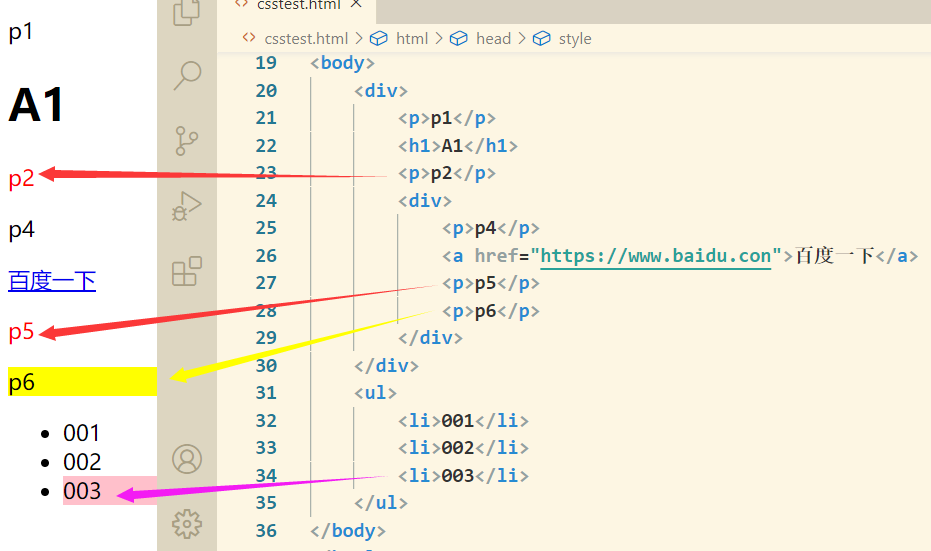 p1
A1
p2
p4
百度一下
p5
p6
001
002
003
csstest.html ×
csstest.html > html > head > style
19 <body>
20 <div>
21 <p>p1</p>
22 <h1>A1</h1>
23 <p>p2</p>
24 <div>
25 <p>p4</p>
26 <a href="https://www.baidu.con">百度一下</a>
27 <p>p5</p>
28 <p>p6</p>
29 </div>
30 </div>
31 <ul>
32 <li>001</li>
33 <li>002</li>
34 <li>003</li>
35 </ul>
36 </body>